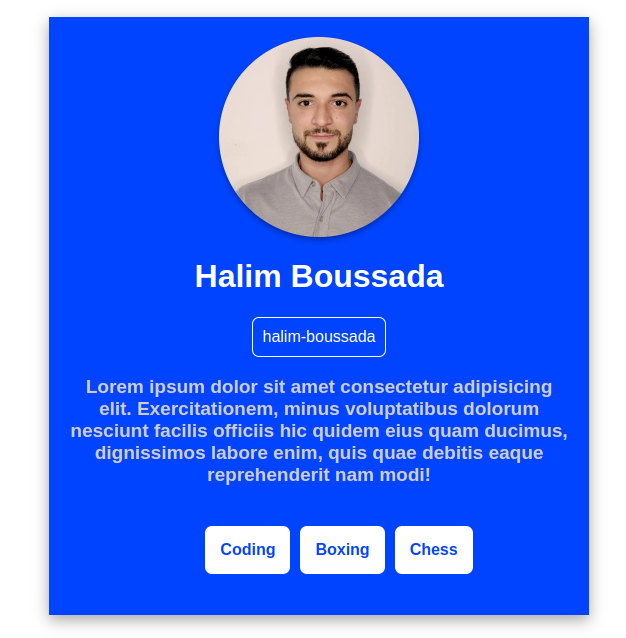 Halim Boussada
halim-boussada
Lorem ipsum dolor sit amet consectetur adipisicing
elit. Exercitationem, minus voluptatibus dolorum
nesciunt facilis officiis hic quidem eius quam ducimus,
dignissimos labore enim, quis quae debitis eaque
reprehenderit nam modi!
Coding Boxing Chess